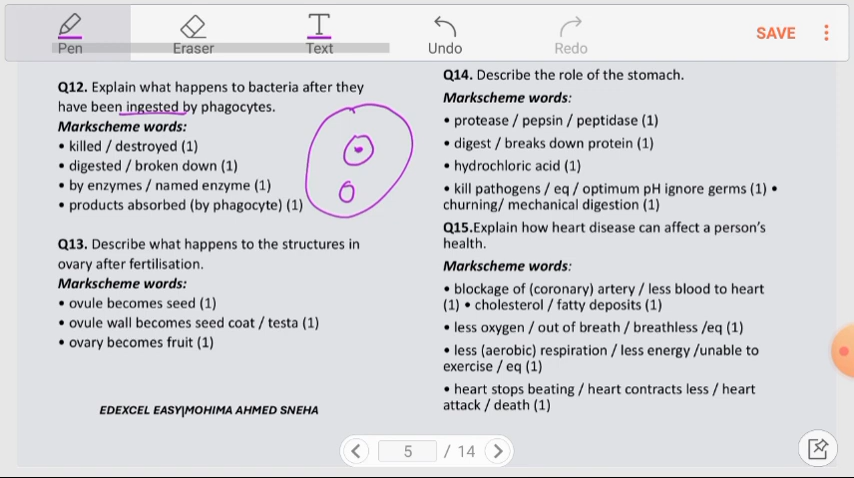 Pen
Eraser
Text
Undo
Redo
SAVE
Q12. Explain what happens to bacteria after they
have been ingested by phagocytes.
Markscheme words:
• killed / destroyed (1)
• digested / broken down (1)
• by enzymes / named enzyme (1)
• products absorbed (by phagocyte) (1)
Q13. Describe what happens to the structures in
ovary after fertilisation.
Markscheme words:
• ovule becomes seed (1)
• ovule wall becomes seed coat / testa (1)
• ovary becomes fruit (1)
EDEXCEL EASY|MOHIMA AHMED SNEHA
Q14. Describe the role of the stomach.
Markscheme words:
• protease / pepsin / peptidase (1)
• digest / breaks down protein (1)
• hydrochloric acid (1)
• kill pathogens / eq / optimum pH ignore germs (1) •
churning/ mechanical digestion (1)
Q15.Explain how heart disease can affect a person's
health.
Markscheme words:
• blockage of (coronary) artery / less blood to heart
(1) • cholesterol / fatty deposits (1)
• less oxygen / out of breath / breathless /eq (1)
• less (aerobic) respiration / less energy /unable to
exercise / eq (1)
• heart stops beating / heart contracts less / heart
attack / death (1)
5 / 14